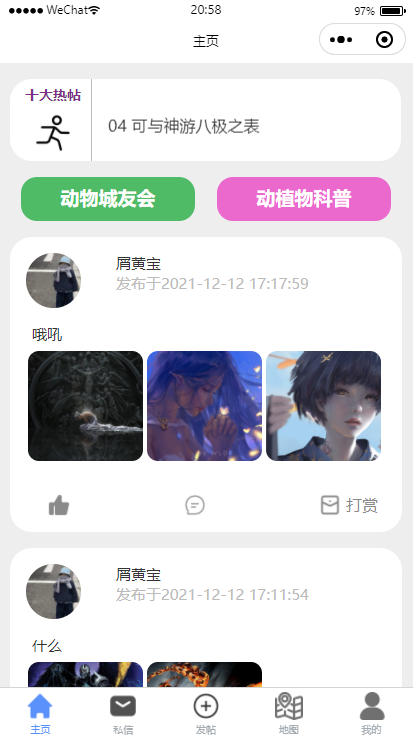 WeChat
20:58
97%
主页
十大热帖
04 可与神游八极之表
动物城友会
动植物科普
屑黄宝
发布于2021-12-12 17:17:59
哦吼
打赏
屑黄宝
发布于2021-12-12 17:11:54
什么
主页
私信
发帖
地图
我的